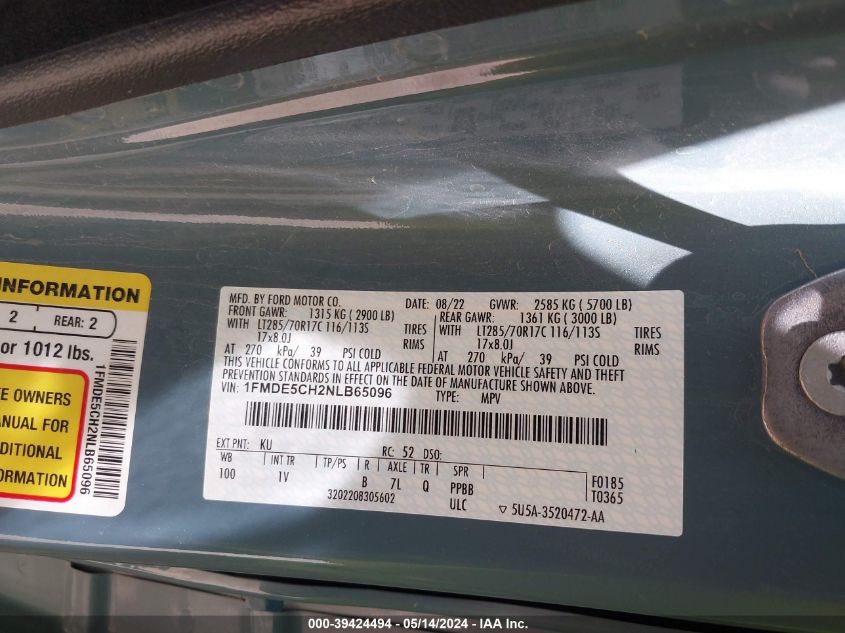 INFORMATION
2 REAR: 2
or 1012 lbs.
OWNERS
MANUAL FOR
DITIONAL
FORMATION
1FMDE5CH2NLB65096
MFD. BY FORD MOTOR CO. DATE: 08/22 GVWR: 2585 KG ( 5700 LB)
FRONT GAWR: 1315 KG ( 2900 LB) REAR GAWR: 1361 KG ( 3000 LB)
WITH LT285/70R17C 116/113S TIRES WITH LT285/70R17C 116/113S TIRES
17x8.0J RIMS 17x8.0J RIMS
AT 270 kPa/ 39 PSI COLD AT 270 kPa/ 39 PSI COLD
THIS VEHICLE CONFORMS TO ALL APPLICABLE FEDERAL MOTOR VEHICLE SAFETY AND THEFT
PREVENTION STANDARDS IN EFFECT ON THE DATE OF MANUFACTURE SHOWN ABOVE.
VIN: 1FMDE5CH2NLB65096 TYPE: MPV
EXT PNT: KU RC: 52 DSO:
WB INT TR TP/PS R AXLE TR SPR F0185
100 1V B 7L Q PPBB T0365
3202208305602 ULC ▽ 5U5A-3520472-AA
000-39424494 - 05/14/2024 - IAA Inc.